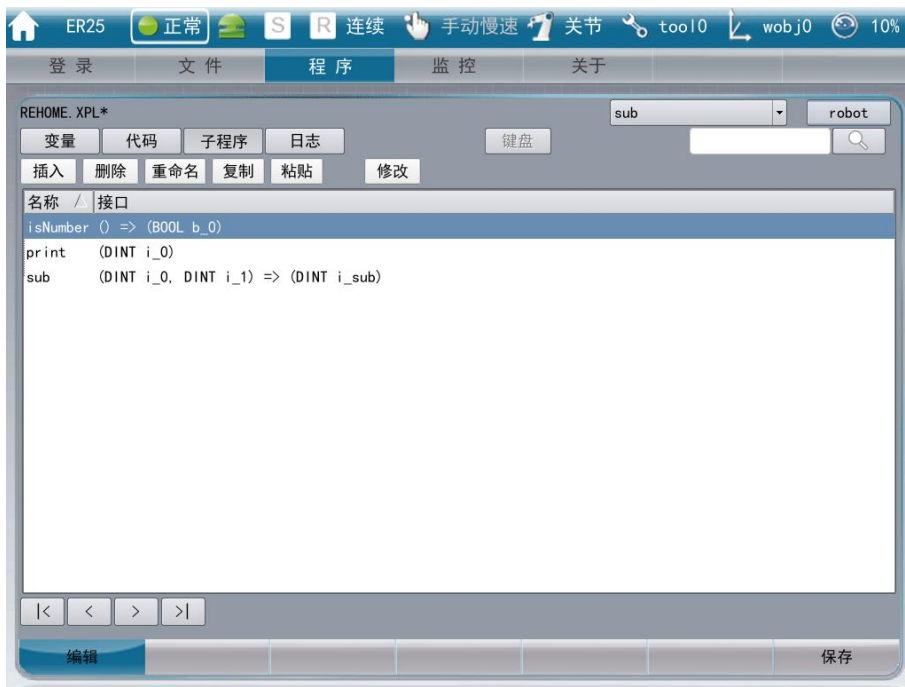 ER25 正常 S R 连续 手动慢速 关节 tool0 wobj0 10%
登录 文件 程序 监控 关于
REHOME.XPL* sub robot
变量 代码 子程序 日志 键盘
插入 删除 重命名 复制 粘贴 修改
名称 接口
isNumber () => (BOOL b_0)
print (DINT i_0)
sub (DINT i_0, DINT i_1) => (DINT i_sub)
|< < > >|
编辑 保存